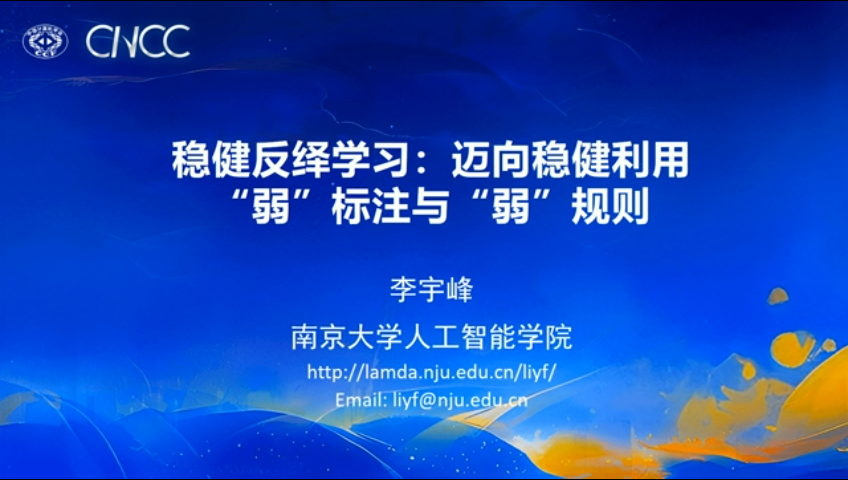 CNCC
CCF
稳健反绎学习：迈向稳健利用
“弱”标注与“弱”规则
李宇峰
南京大学人工智能学院
http://lamda.nju.edu.cn/liyf/
Email: liyf@nju.edu.cn